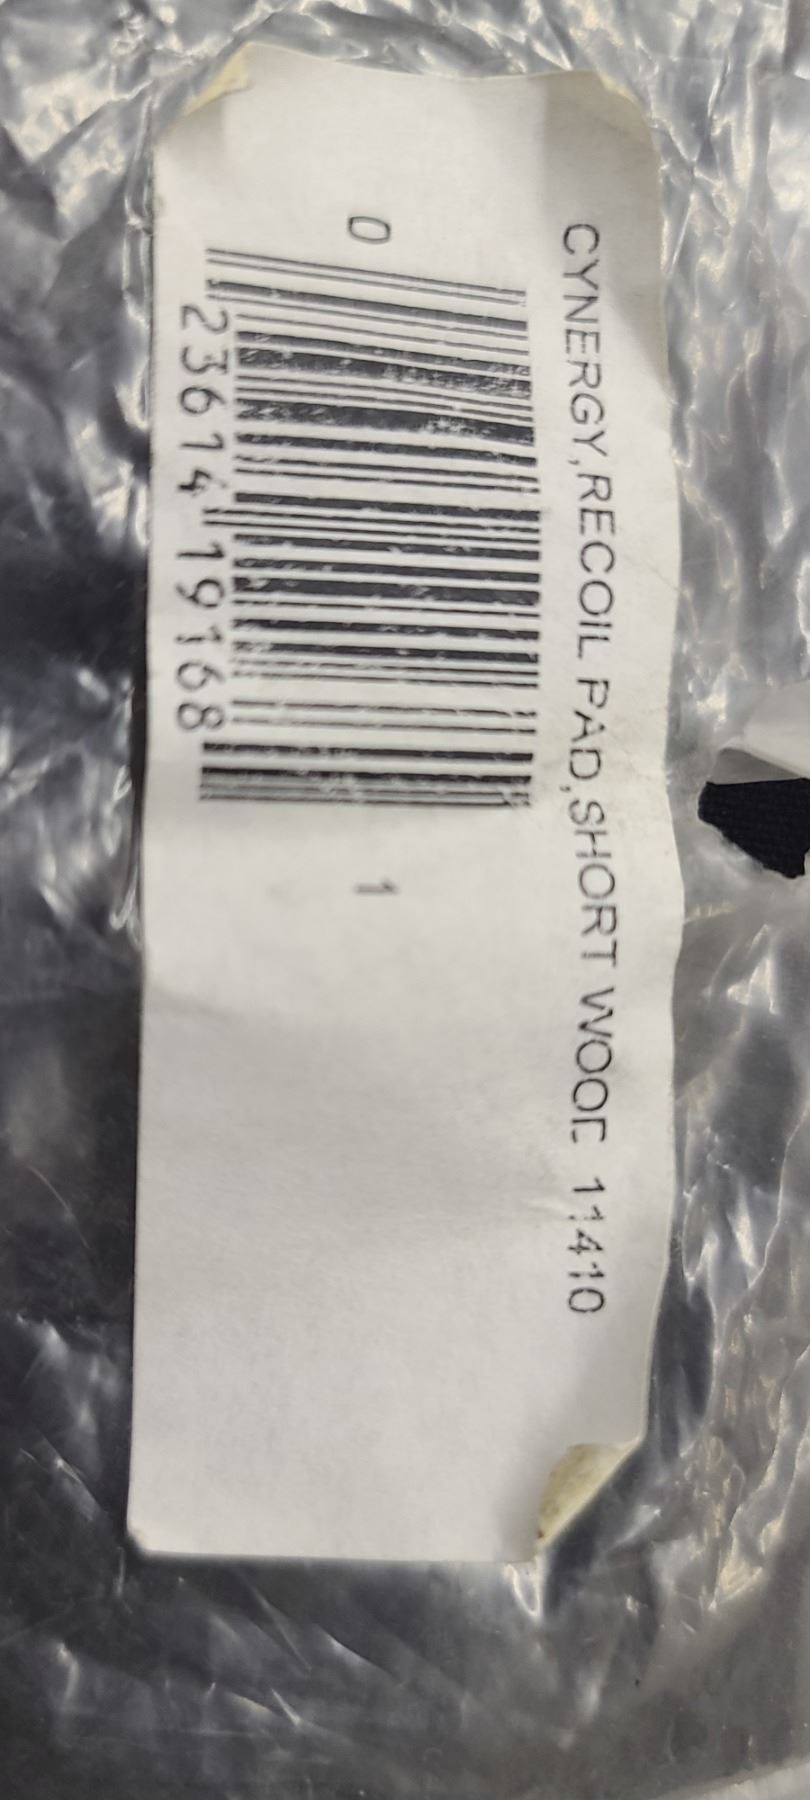 CYNERGY,RECOIL PAD,SHORT WOOD 11410
0 23614 19168 1